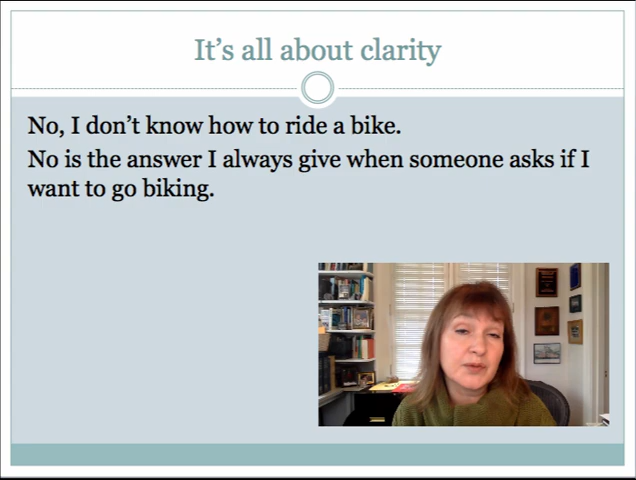 It’s all about clarity
No, I don’t know how to ride a bike.
No is the answer I always give when someone asks if I
want to go biking.